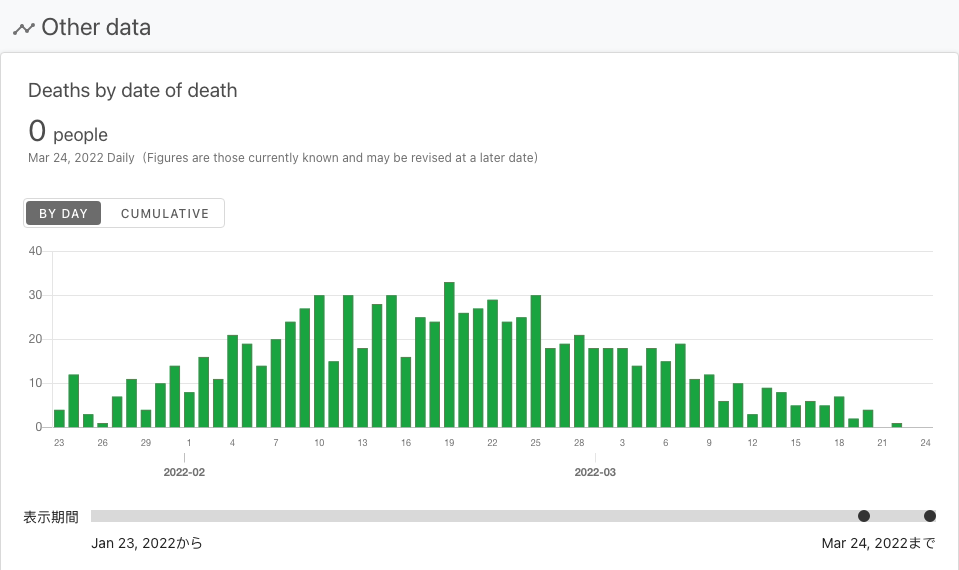 Other data
Deaths by date of death
0 people
Mar 24, 2022 Daily (Figures are those currently known and may be revised at a later date)
BY DAY CUMULATIVE
40
30
20
10
0
23 26 29 1 4 7 10 13 16 19 22 25 28 3 6 9 12 15 18 21 24
2022-02 2022-03
表示期間
Jan 23, 2022から Mar 24, 2022まで